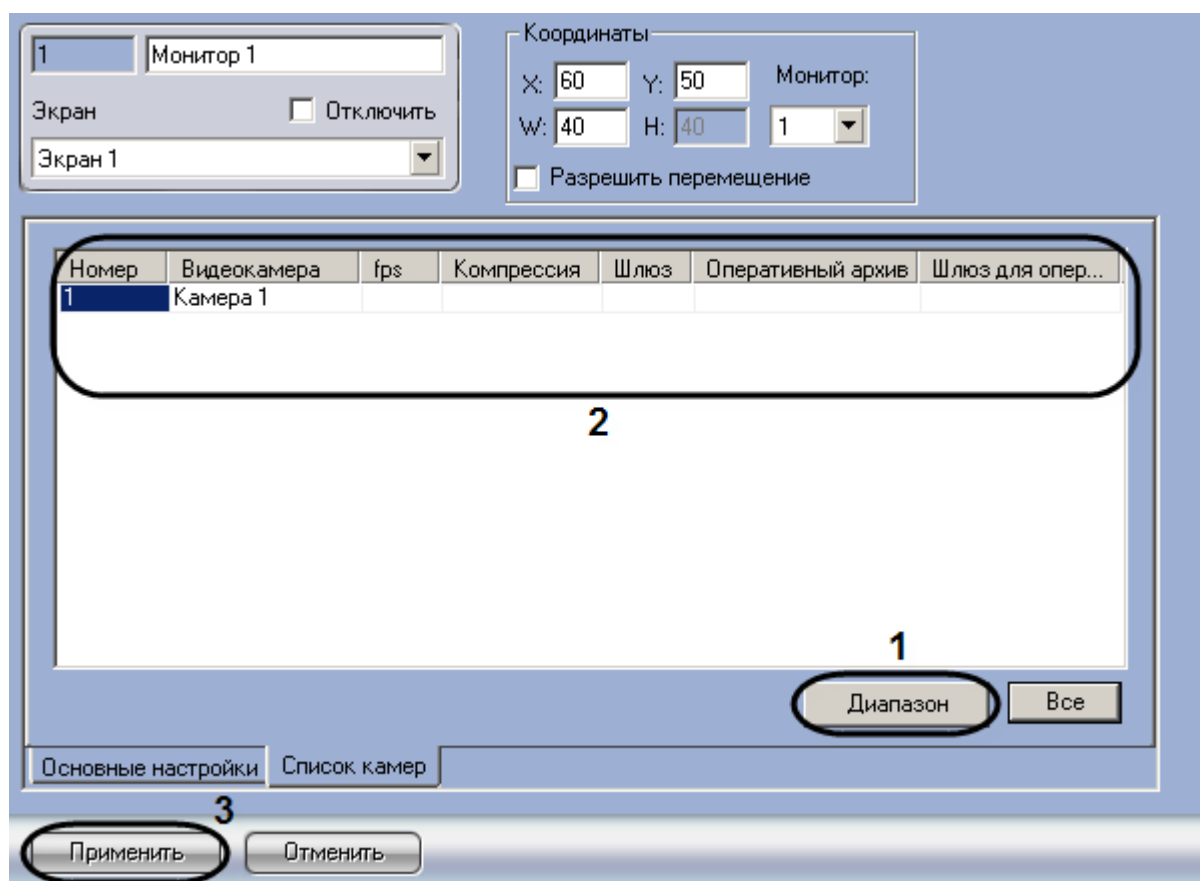 1 Монитор 1
Экран Отключить
Экран 1
Координаты
X: 60 Y: 50 Монитор:
W: 40 H: 40 1
Разрешить перемещение
Номер Видеокамера fps Компрессия Шлюз Оперативный архив Шлюз для опер...
1 Камера 1
2
1
Диапазон Все
Основные настройки Список камер
3
Применить Отменить